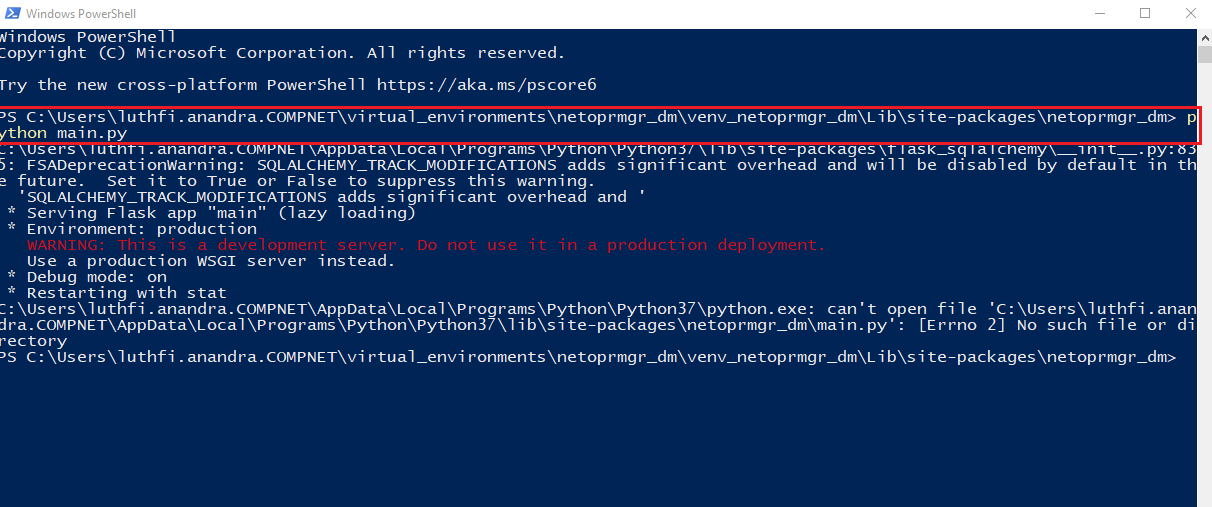 Windows PowerShell
Windows PowerShell
Copyright (C) Microsoft Corporation. All rights reserved.
Try the new cross-platform PowerShell https://aka.ms/pscore6
PS C:\Users\luthfi.anandra.COMPNET\virtual_environments\netoprmgr_dm\venv_netoprmgr_dm\Lib\site-packages\netoprmgr_dm> p
ython main.py
C:\Users\luthfi.anandra.COMPNET\AppData\Local\Programs\Python\Python37\lib\site-packages\flask_sqlalchemy\__init__.py:83
5: FSADeprecationWarning: SQLALCHEMY_TRACK_MODIFICATIONS adds significant overhead and will be disabled by default in th
e future.  Set it to True or False to suppress this warning.
  'SQLALCHEMY_TRACK_MODIFICATIONS adds significant overhead and '
 * Serving Flask app "main" (lazy loading)
 * Environment: production
   WARNING: This is a development server. Do not use it in a production deployment.
   Use a production WSGI server instead.
 * Debug mode: on
 * Restarting with stat
C:\Users\luthfi.anandra.COMPNET\AppData\Local\Programs\Python\Python37\python.exe: can't open file 'C:\Users\luthfi.anan
dra.COMPNET\AppData\Local\Programs\Python\Python37\lib\site-packages\netoprmgr_dm\main.py': [Errno 2] No such file or di
rectory
PS C:\Users\luthfi.anandra.COMPNET\virtual_environments\netoprmgr_dm\venv_netoprmgr_dm\Lib\site-packages\netoprmgr_dm>